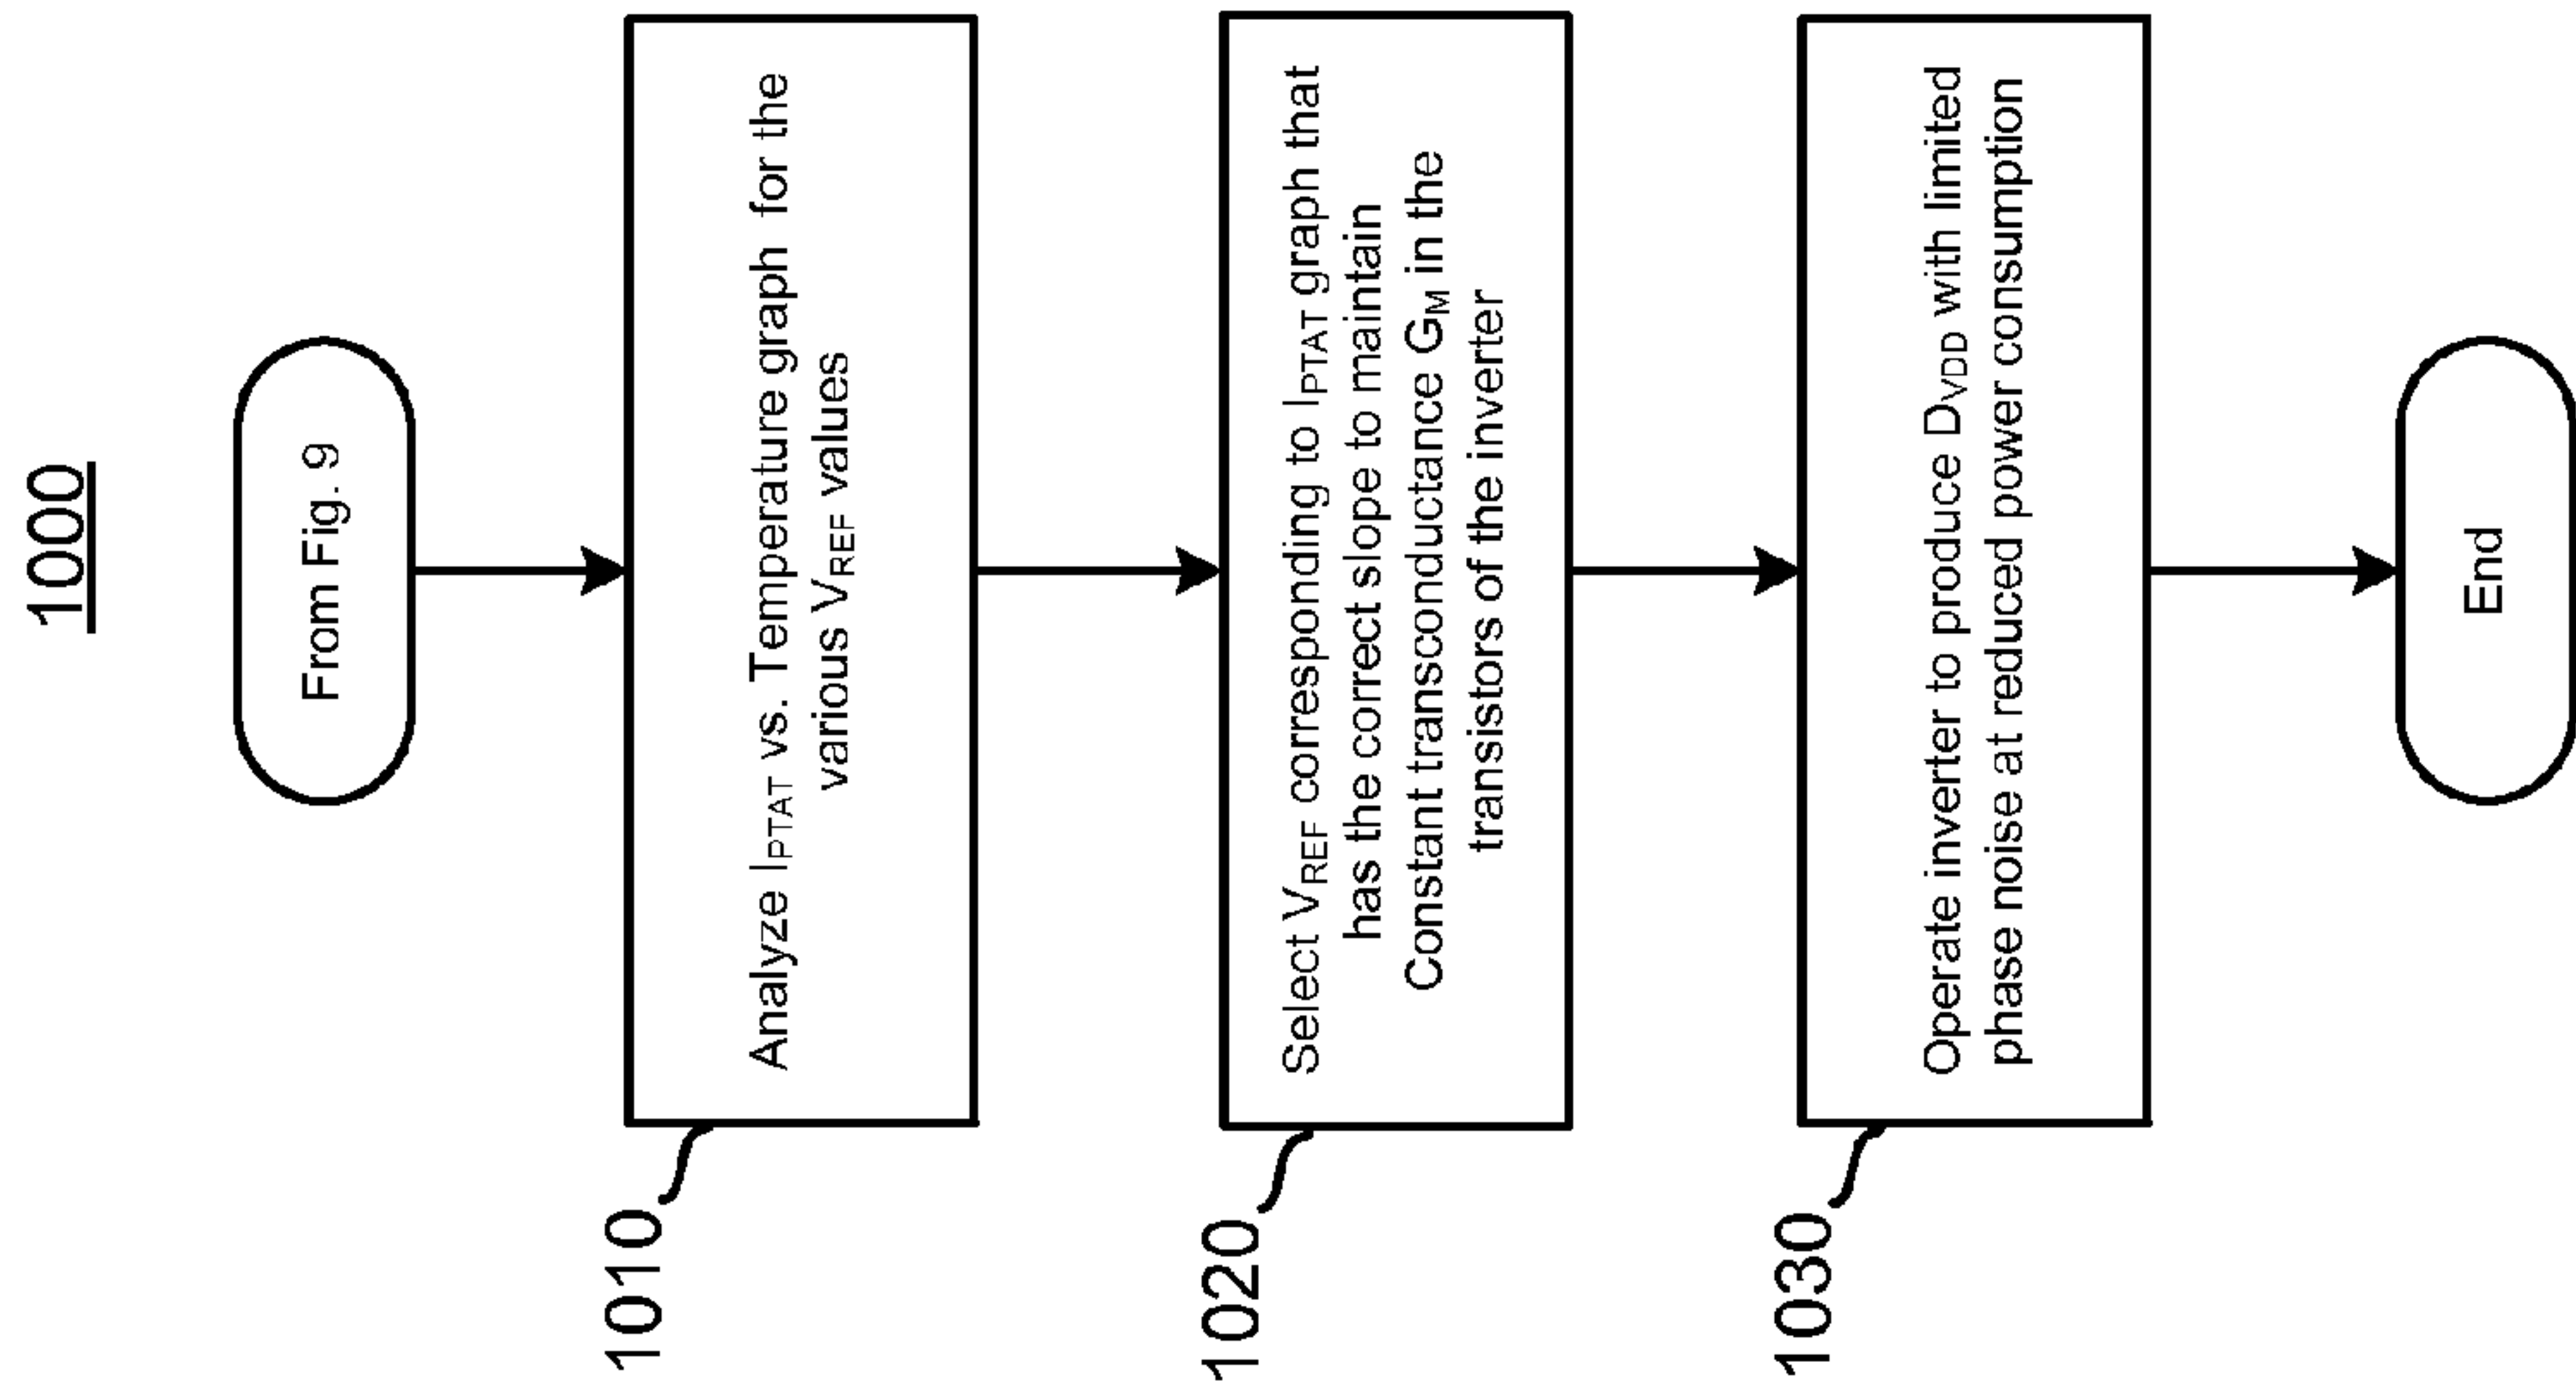 1000
From Fig. 9
1010
Analyze IPTAT vs. Temperature graph for the
various VREF values
1020
Select VREF corresponding to IPTAT graph that
has the correct slope to maintain
Constant transconductance GM in the
transistors of the inverter
1030
Operate inverter to produce DVDD with limited
phase noise at reduced power consumption
End